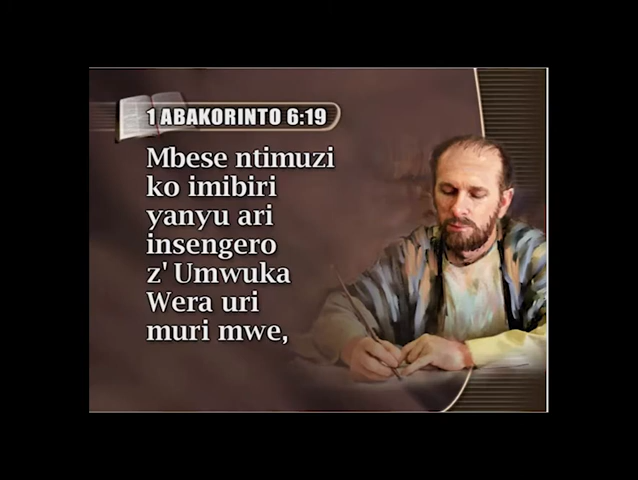 1 ABAKORINTO 6:19
Mbese ntimuzi
ko imibiri
yanyu ari
insengero
z' Umwuka
Wera uri
muri mwe,